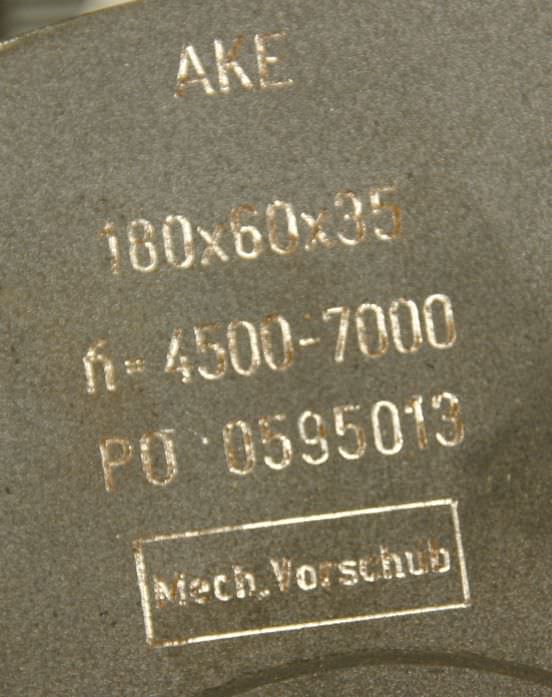 AKE
180x60x35
n= 4500-7000
PO 0595013
Mech.Vorschub